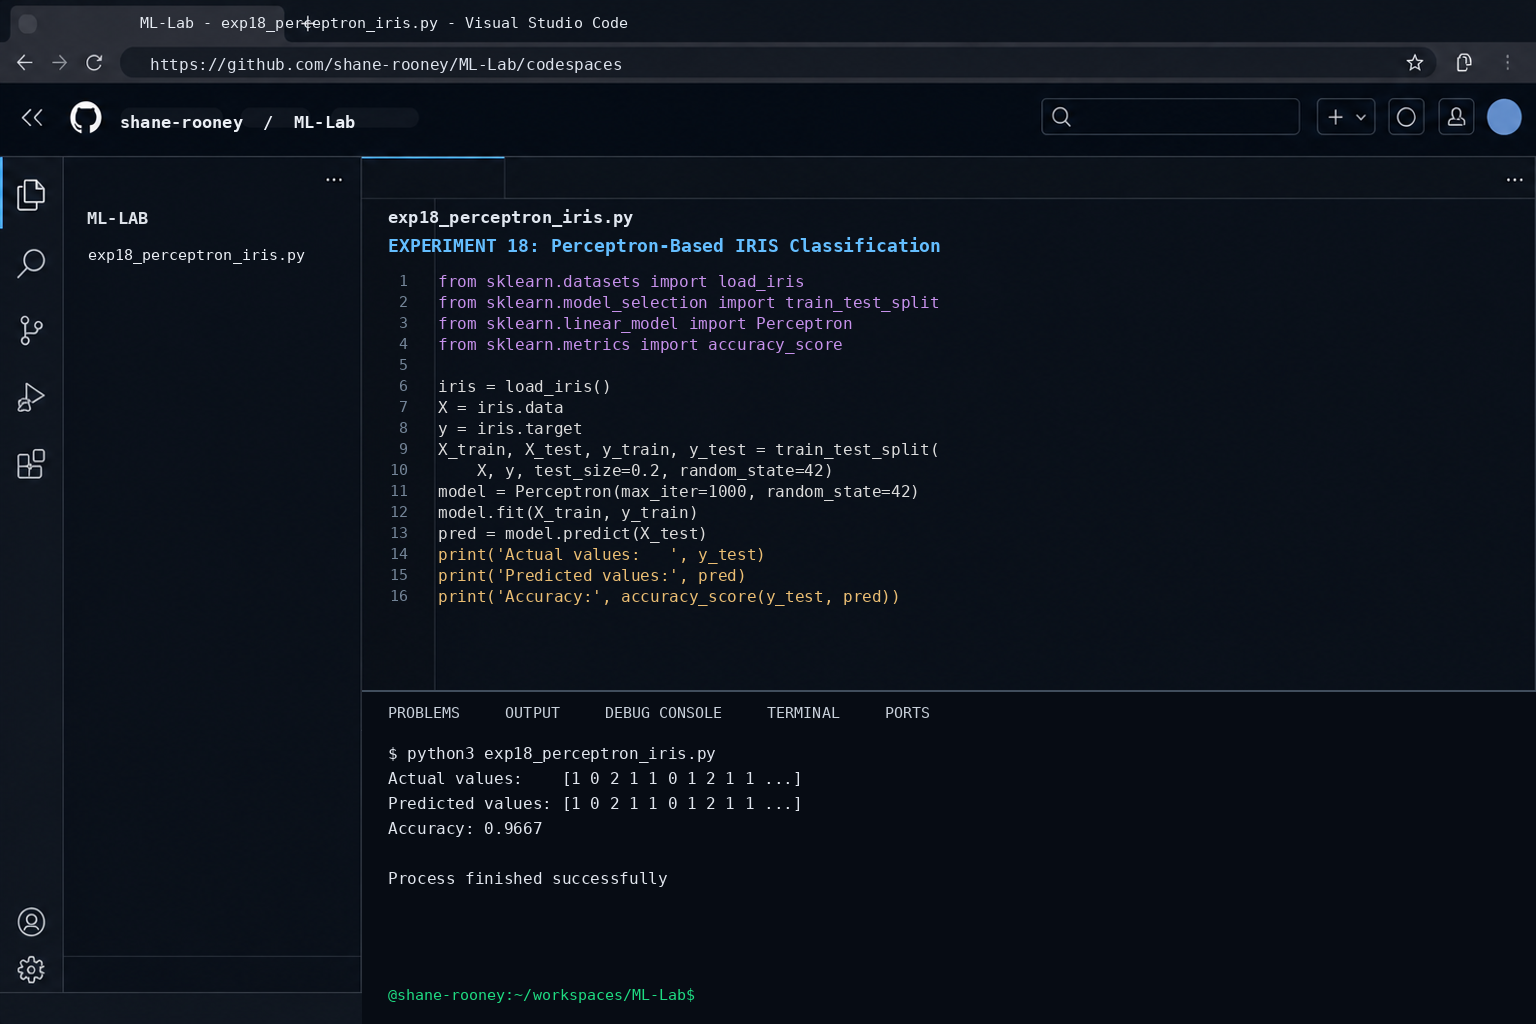 ML-Lab - exp18_perceptron_iris.py - Visual Studio Code
https://github.com/shane-rooney/ML-Lab/codespaces
shane-rooney / ML-Lab
ML-LAB
exp18_perceptron_iris.py
exp18_perceptron_iris.py
EXPERIMENT 18: Perceptron-Based IRIS Classification
1 from sklearn.datasets import load_iris
2 from sklearn.model_selection import train_test_split
3 from sklearn.linear_model import Perceptron
4 from sklearn.metrics import accuracy_score
5
6 iris = load_iris()
7 X = iris.data
8 y = iris.target
9 X_train, X_test, y_train, y_test = train_test_split(
10     X, y, test_size=0.2, random_state=42)
11 model = Perceptron(max_iter=1000, random_state=42)
12 model.fit(X_train, y_train)
13 pred = model.predict(X_test)
14 print('Actual values:   ', y_test)
15 print('Predicted values:', pred)
16 print('Accuracy:', accuracy_score(y_test, pred))
PROBLEMS OUTPUT DEBUG CONSOLE TERMINAL PORTS
$ python3 exp18_perceptron_iris.py
Actual values:    [1 0 2 1 1 0 1 2 1 1 ...]
Predicted values: [1 0 2 1 1 0 1 2 1 1 ...]
Accuracy: 0.9667
Process finished successfully
@shane-rooney:~/workspaces/ML-Lab$